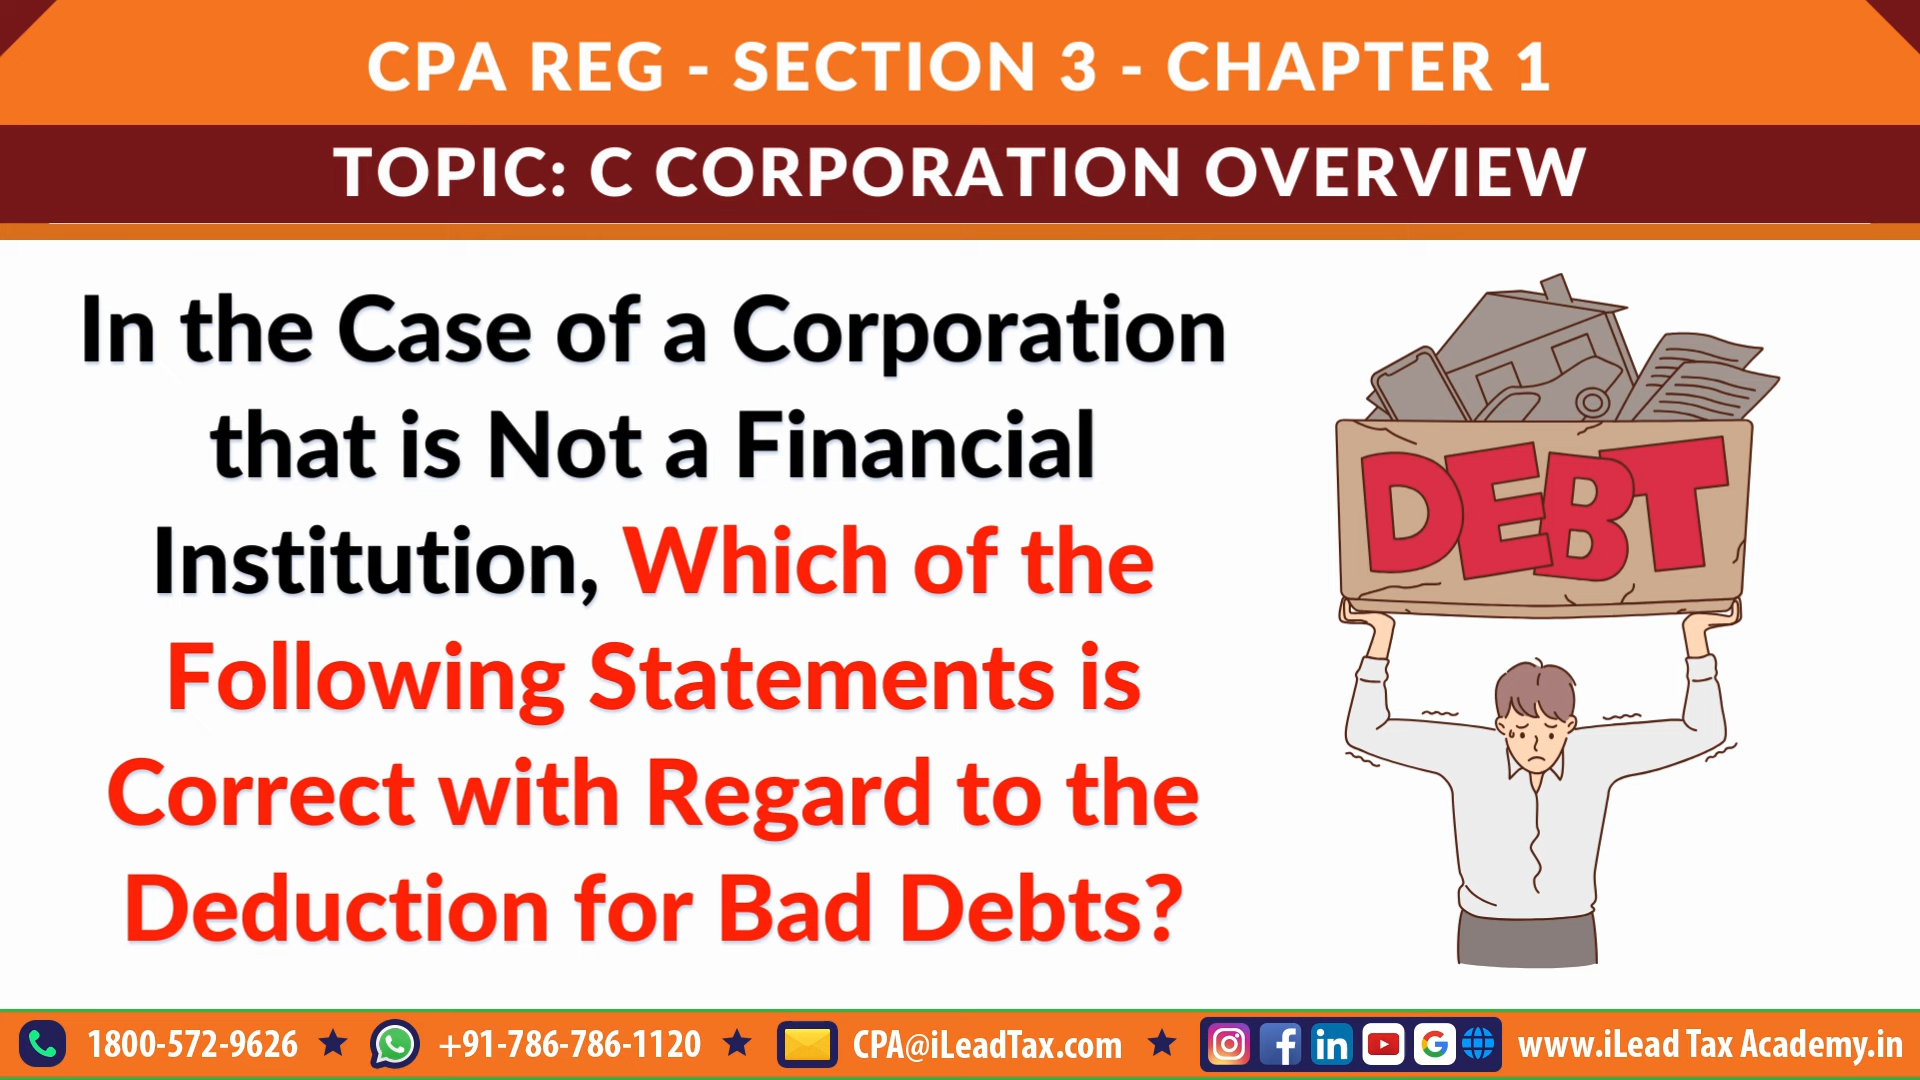 CPA REG - SECTION 3 - CHAPTER 1
TOPIC: C CORPORATION OVERVIEW
In the Case of a Corporation
that is Not a Financial
Institution, Which of the
Following Statements is
Correct with Regard to the
Deduction for Bad Debts?
DEBT
1800-572-9626 ★ +91-786-786-1120 ★ CPA@iLeadTax.com ★ www.iLead Tax Academy.in